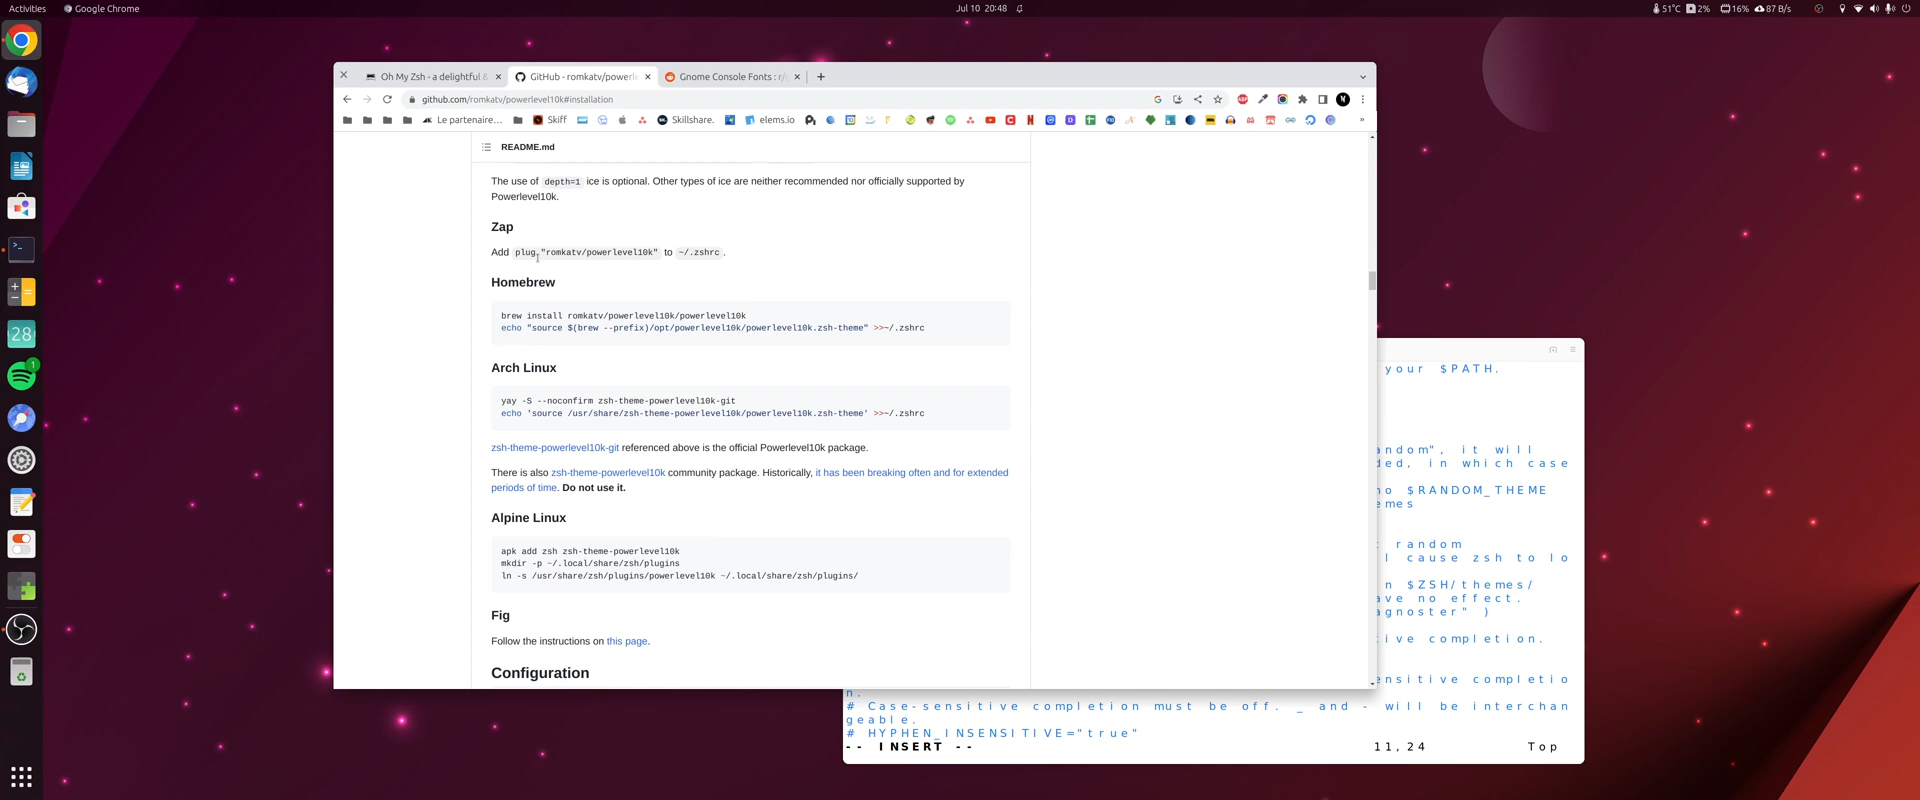 Activities
Google Chrome
Jul 10 20:48
51°C
2%
16%
87 B/s
Oh My Zsh - a delightful &
GitHub - romkatv/powerle
Gnome Console Fonts : r/
github.com/romkatv/powerlevel10k#installation
Le partenaire…
Skiff
Skillshare.
elems.io
README.md
The use of depth=1 ice is optional. Other types of ice are neither recommended nor officially supported by
Powerlevel10k.
Zap
Add plug "romkatv/powerlevel10k" to ~/.zshrc.
Homebrew
brew install romkatv/powerlevel10k/powerlevel10k
echo "source $(brew --prefix)/opt/powerlevel10k/powerlevel10k.zsh-theme" >>~/.zshrc
Arch Linux
yay -S --noconfirm zsh-theme-powerlevel10k-git
echo 'source /usr/share/zsh-theme-powerlevel10k/powerlevel10k.zsh-theme' >>~/.zshrc
zsh-theme-powerlevel10k-git referenced above is the official Powerlevel10k package.
There is also zsh-theme-powerlevel10k community package. Historically, it has been breaking often and for extended
periods of time. Do not use it.
Alpine Linux
apk add zsh zsh-theme-powerlevel10k
mkdir -p ~/.local/share/zsh/plugins
ln -s /usr/share/zsh/plugins/powerlevel10k ~/.local/share/zsh/plugins/
Fig
Follow the instructions on this page.
Configuration
your $PATH.
andom", it will
ded, in which case
no $RANDOM_THEME
emes
t random
l cause zsh to lo
n $ZSH/themes/
ave no effect.
agnoster" )
tive completion.
ensitive completio
n.
# Case-sensitive completion must be off. _ and - will be interchan
geable.
# HYPHEN_INSENSITIVE="true"
-- INSERT --
11,24
Top
28
1